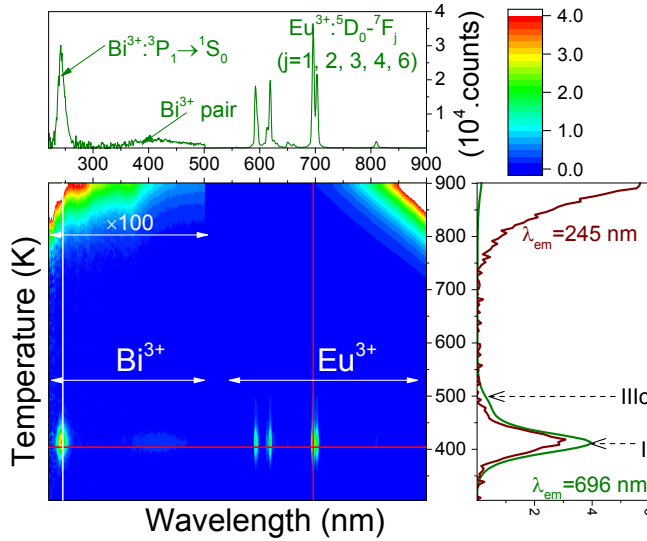 Bi³⁺:³P₁→¹S₀
Bi³⁺ pair
Eu³⁺:⁵D₀-⁷Fⱼ
(j=1, 2, 3, 4, 6)
4
3
2
1
0
(10⁴.counts)
4.0
3.0
2.0
1.0
0.0
200 300 400 500 600 700 800 900
×100
Bi³⁺
Eu³⁺
900
800
700
600
500
400
Temperature (K)
Wavelength (nm)
λem=245 nm
IIIc
I
λem=696 nm
2 4 6